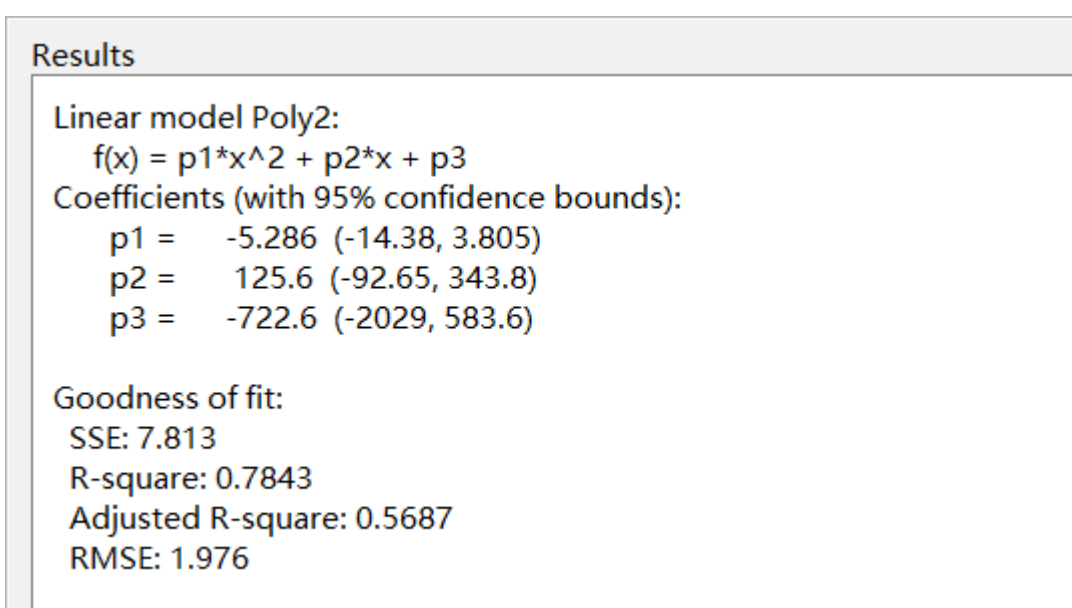 Results
Linear model Poly2:
f(x) = p1*x^2 + p2*x + p3
Coefficients (with 95% confidence bounds):
p1 = -5.286 (-14.38, 3.805)
p2 = 125.6 (-92.65, 343.8)
p3 = -722.6 (-2029, 583.6)
Goodness of fit:
SSE: 7.813
R-square: 0.7843
Adjusted R-square: 0.5687
RMSE: 1.976